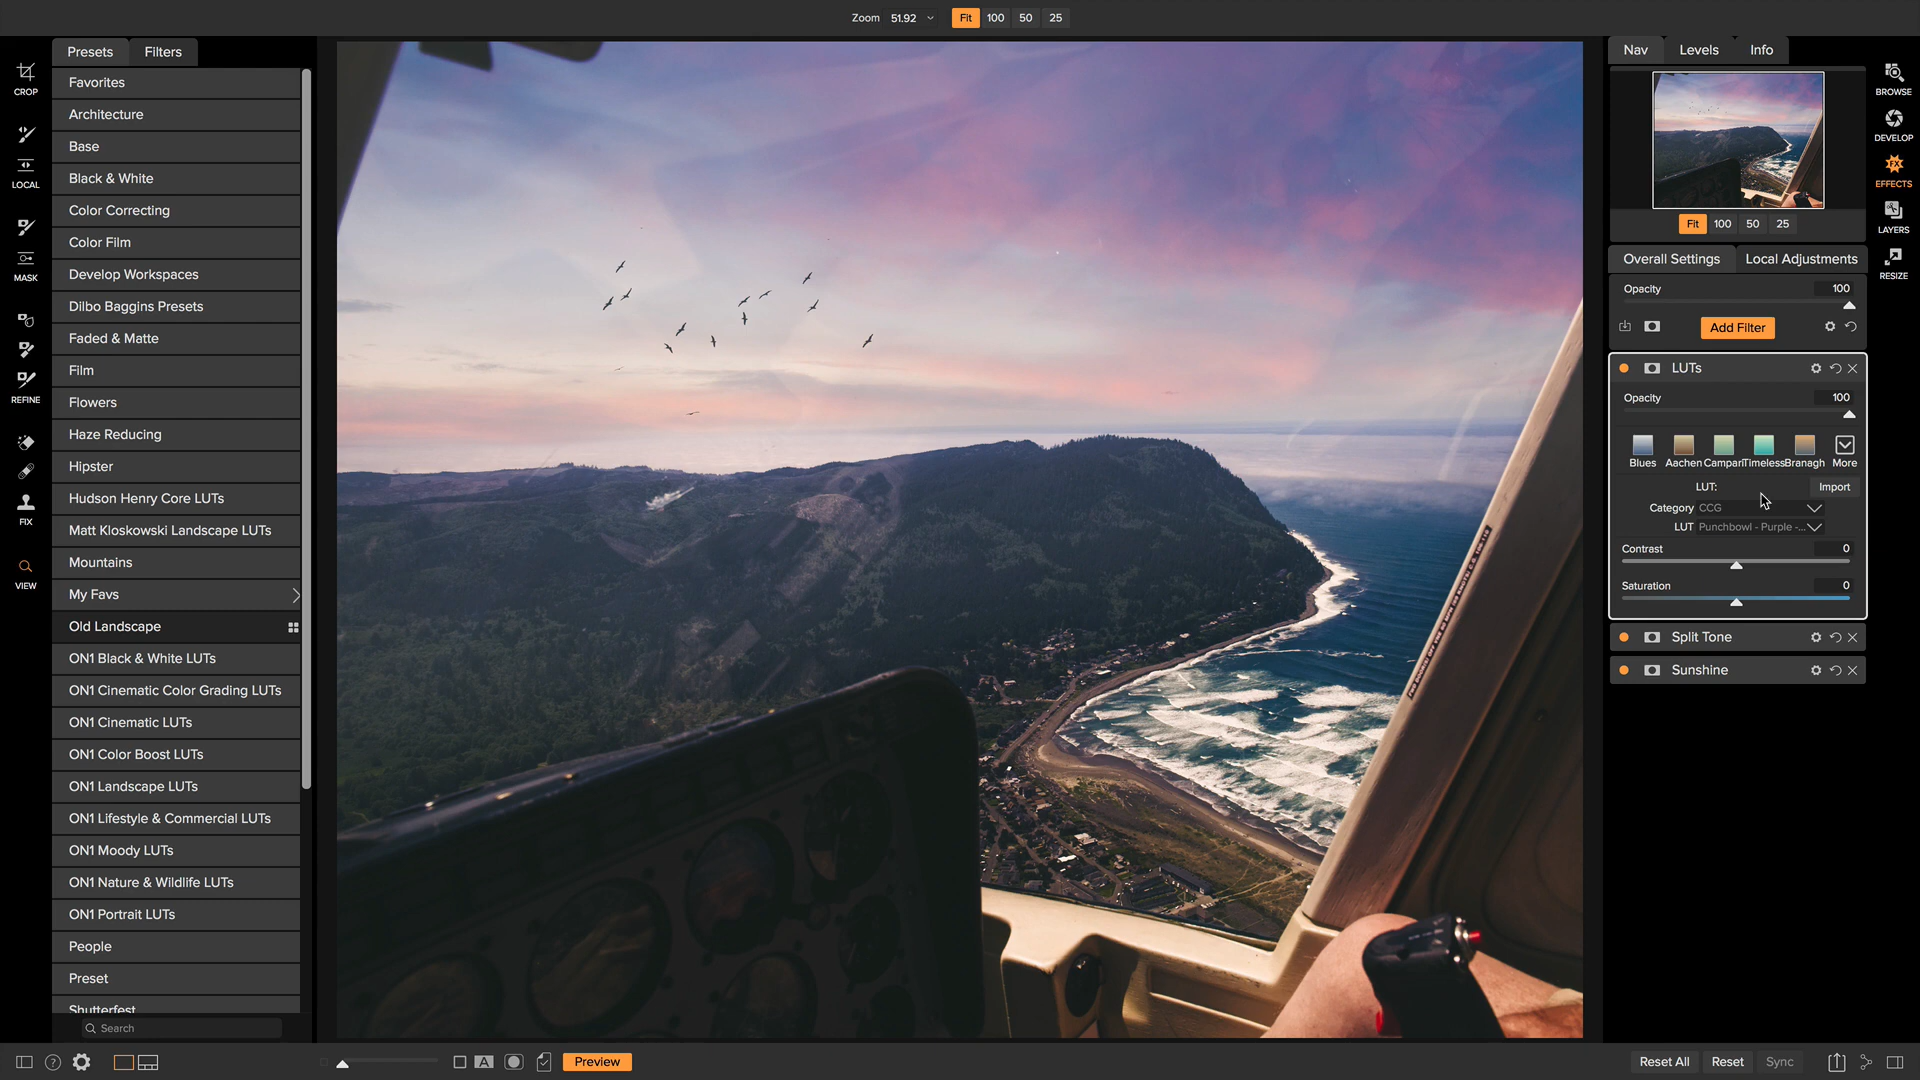 Zoom 51.92 Fit 100 50 25
Presets Filters
CROP
LOCAL
MASK
REFINE
FIX
VIEW
Favorites
Architecture
Base
Black & White
Color Correcting
Color Film
Develop Workspaces
Dilbo Baggins Presets
Faded & Matte
Film
Flowers
Haze Reducing
Hipster
Hudson Henry Core LUTs
Matt Kloskowski Landscape LUTs
Mountains
My Favs
Old Landscape
ON1 Black & White LUTs
ON1 Cinematic Color Grading LUTs
ON1 Cinematic LUTs
ON1 Color Boost LUTs
ON1 Landscape LUTs
ON1 Lifestyle & Commercial LUTs
ON1 Moody LUTs
ON1 Nature & Wildlife LUTs
ON1 Portrait LUTs
People
Preset
Shutterfest
Search
Nav Levels Info
Fit 100 50 25
Overall Settings Local Adjustments
Opacity 100
Add Filter
LUTs
Opacity 100
Blues Aachen Campari Timeless Branagh More
LUT: Import
Category CCG
LUT Punchbowl - Purple -...
Contrast 0
Saturation 0
Split Tone
Sunshine
BROWSE
DEVELOP
FX
EFFECTS
LAYERS
RESIZE
? A Preview
Reset All Reset Sync